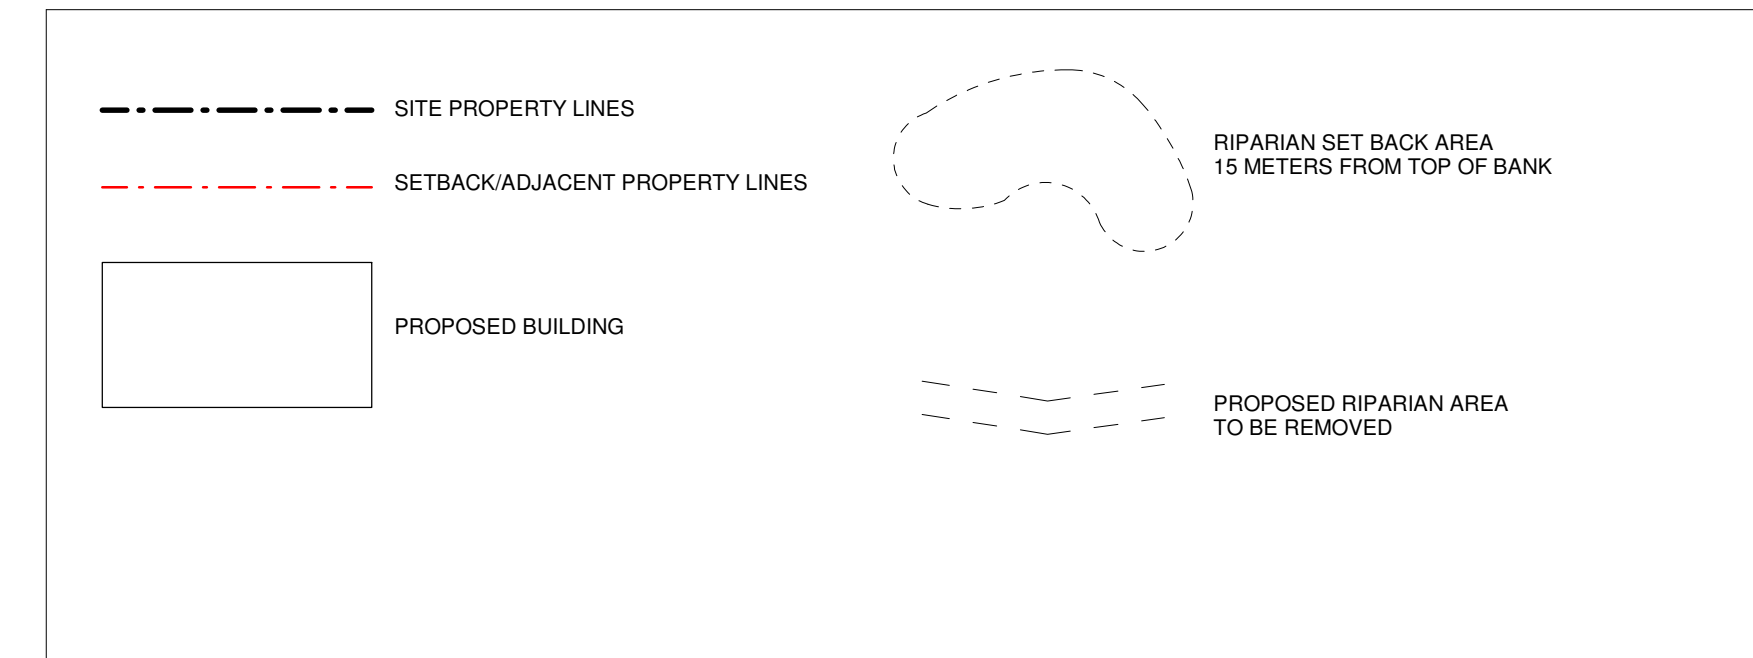 SITE PROPERTY LINES
SETBACK/ADJACENT PROPERTY LINES
PROPOSED BUILDING
RIPARIAN SET BACK AREA
15 METERS FROM TOP OF BANK
PROPOSED RIPARIAN AREA
TO BE REMOVED